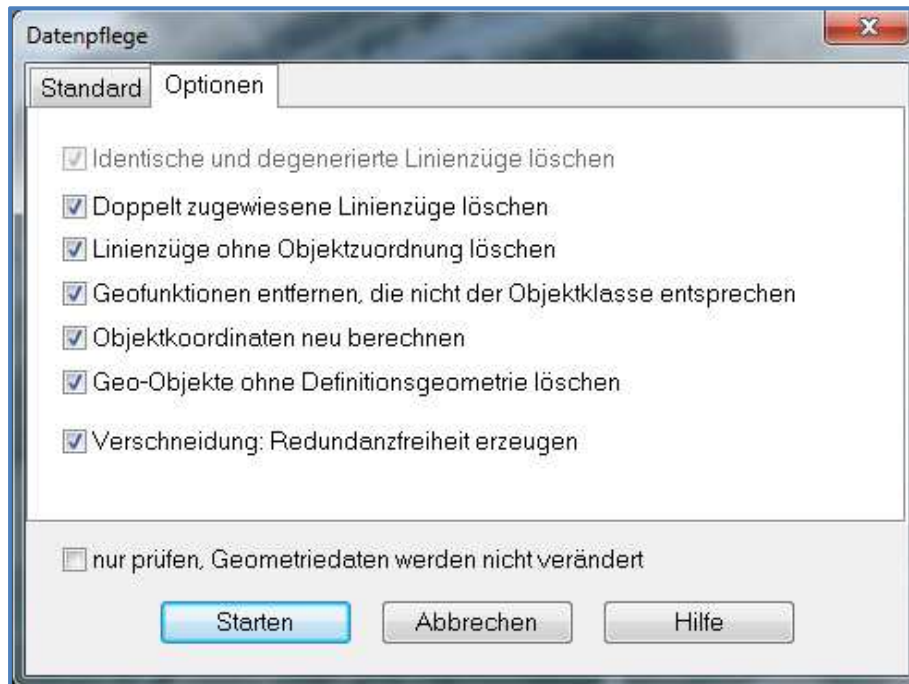 Datenpflege
Standard
Optionen
Identische und degenerierte Linienzüge löschen
Doppelt zugewiesene Linienzüge löschen
Linienzüge ohne Objektzuordnung löschen
Geofunktionen entfernen, die nicht der Objektklasse entsprechen
Objektkoordinaten neu berechnen
Geo-Objekte ohne Definitionsgeometrie löschen
Verschneidung: Redundanzfreiheit erzeugen
nur prüfen, Geometriedaten werden nicht verändert
Starten
Abbrechen
Hilfe